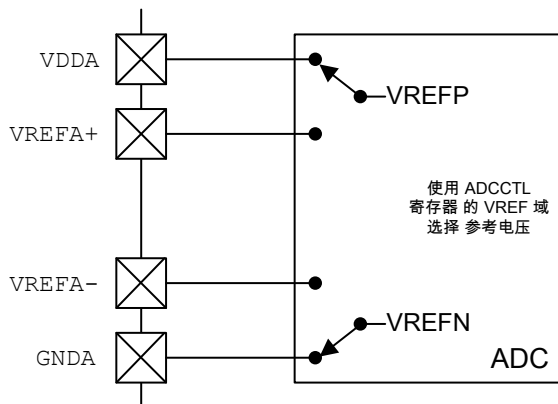 VDDA
VREFP
VREFA+
使用 ADCCTL
寄存器 的 VREF 域
选择 参考电压
VREFA-
VREFN
GNDA
ADC